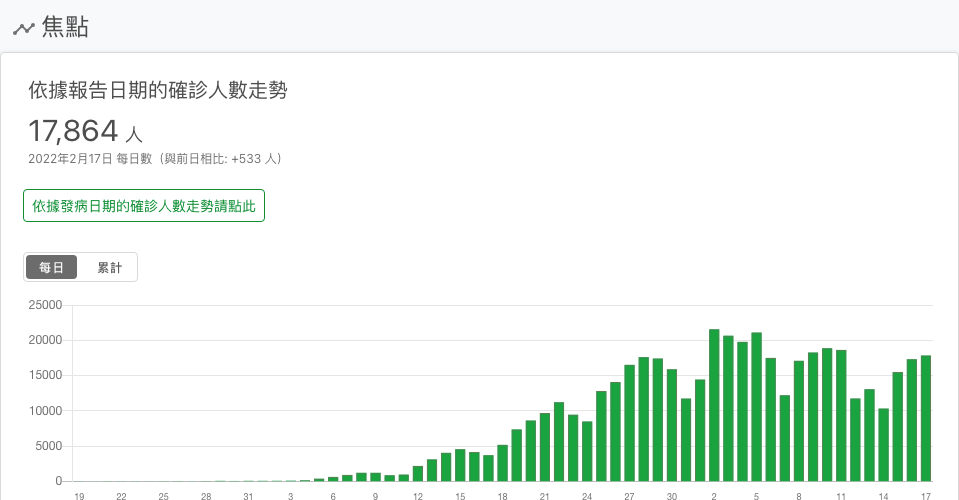 焦點
依據報告日期的確診人數走勢
17,864 人
2022年2月17日 每日數（與前日相比: +533 人）
依據發病日期的確診人數走勢請點此
每日 累計
25000
20000
15000
10000
5000
0
19 22 25 28 31 3 6 9 12 15 18 21 24 27 30 2 5 8 11 14 17